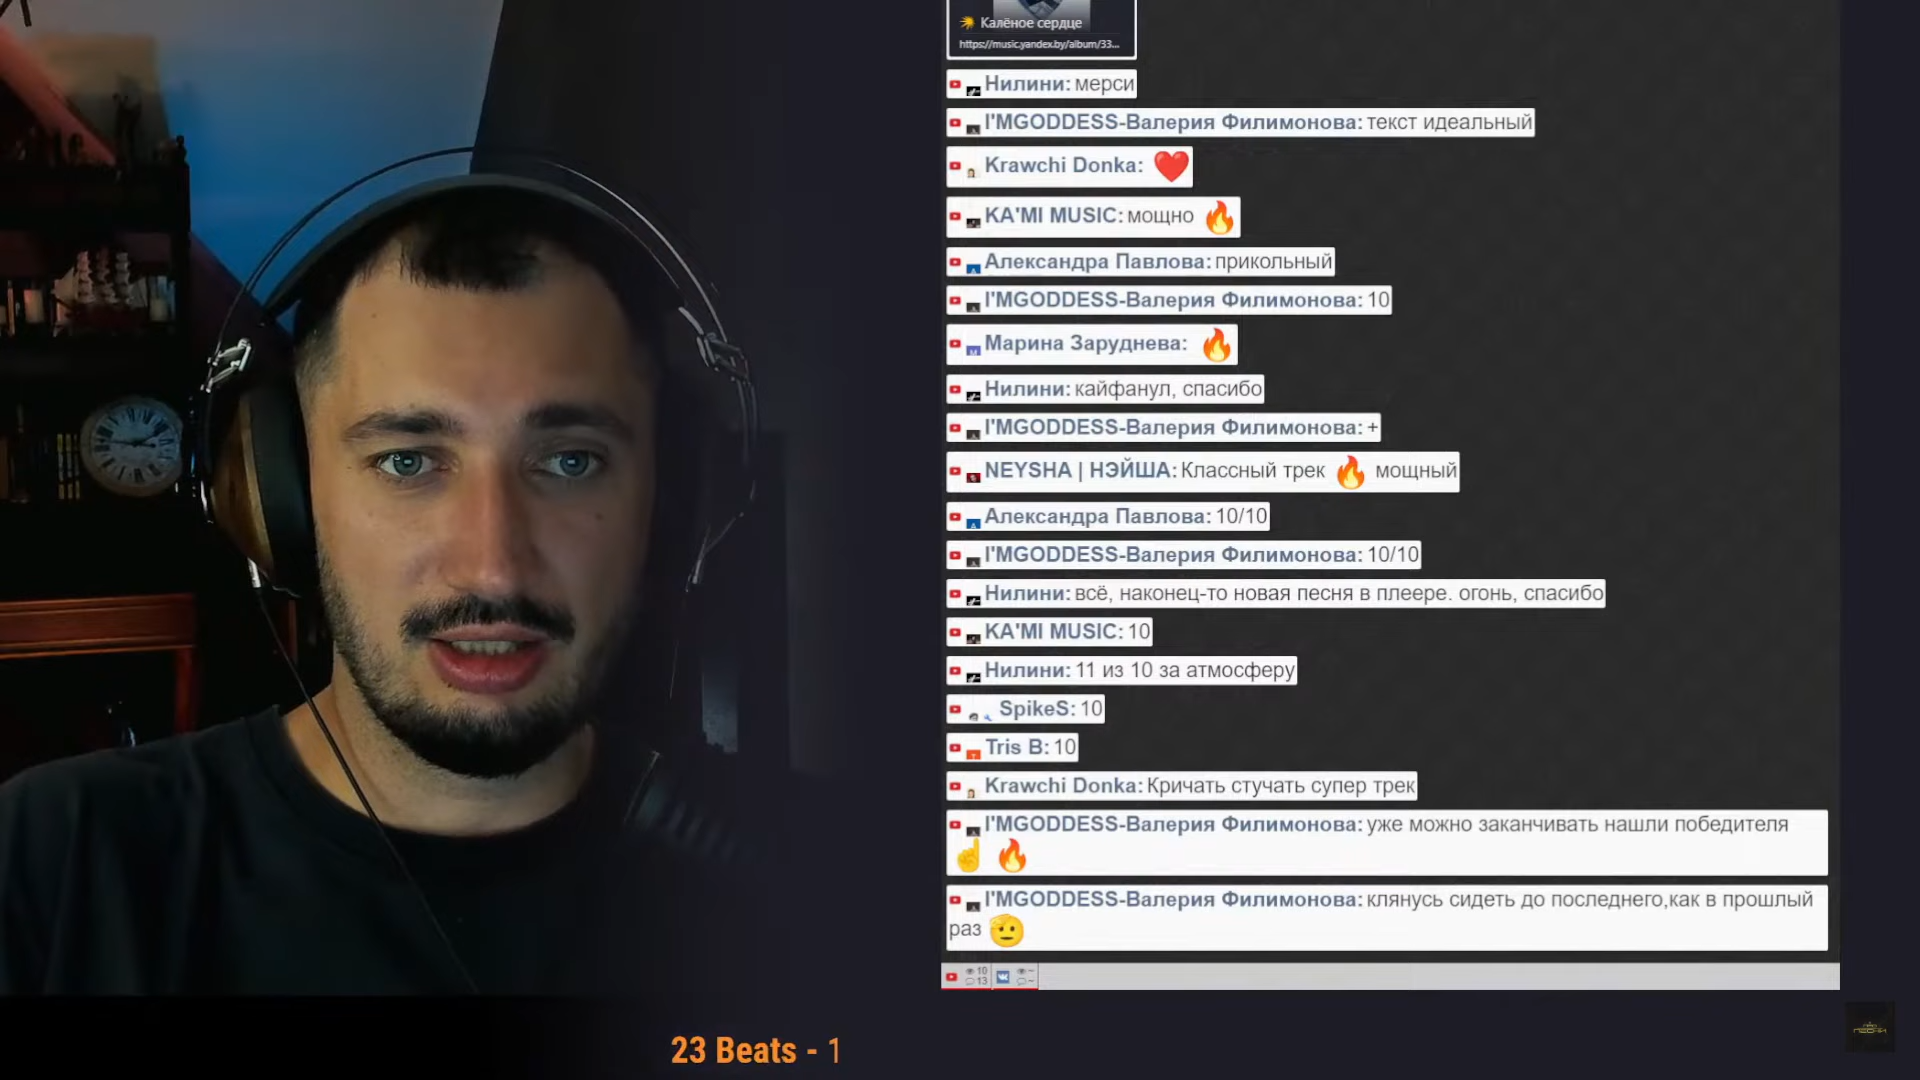 Калёное сердце
https://music.yandex.by/album/33...
Нилини: мерси
I'MGODDESS-Валерия Филимонова: текст идеальный
Krawchi Donka: ❤️
KA'MI MUSIC: мощно 🔥
Александра Павлова: прикольный
I'MGODDESS-Валерия Филимонова: 10
Марина Заруднева: 🔥
Нилини: кайфанул, спасибо
I'MGODDESS-Валерия Филимонова: +
NEYSHA | НЭЙША: Классный трек 🔥 мощный
Александра Павлова: 10/10
I'MGODDESS-Валерия Филимонова: 10/10
Нилини: всё, наконец-то новая песня в плеере. огонь, спасибо
KA'MI MUSIC: 10
Нилини: 11 из 10 за атмосферу
SpikeS: 10
Tris B: 10
Krawchi Donka: Кричать стучать супер трек
I'MGODDESS-Валерия Филимонова: уже можно заканчивать нашли победителя
☝️ 🔥
I'MGODDESS-Валерия Филимонова: клянусь сидеть до последнего,как в прошлый
раз 🫡
10
13
23 Beats - 1